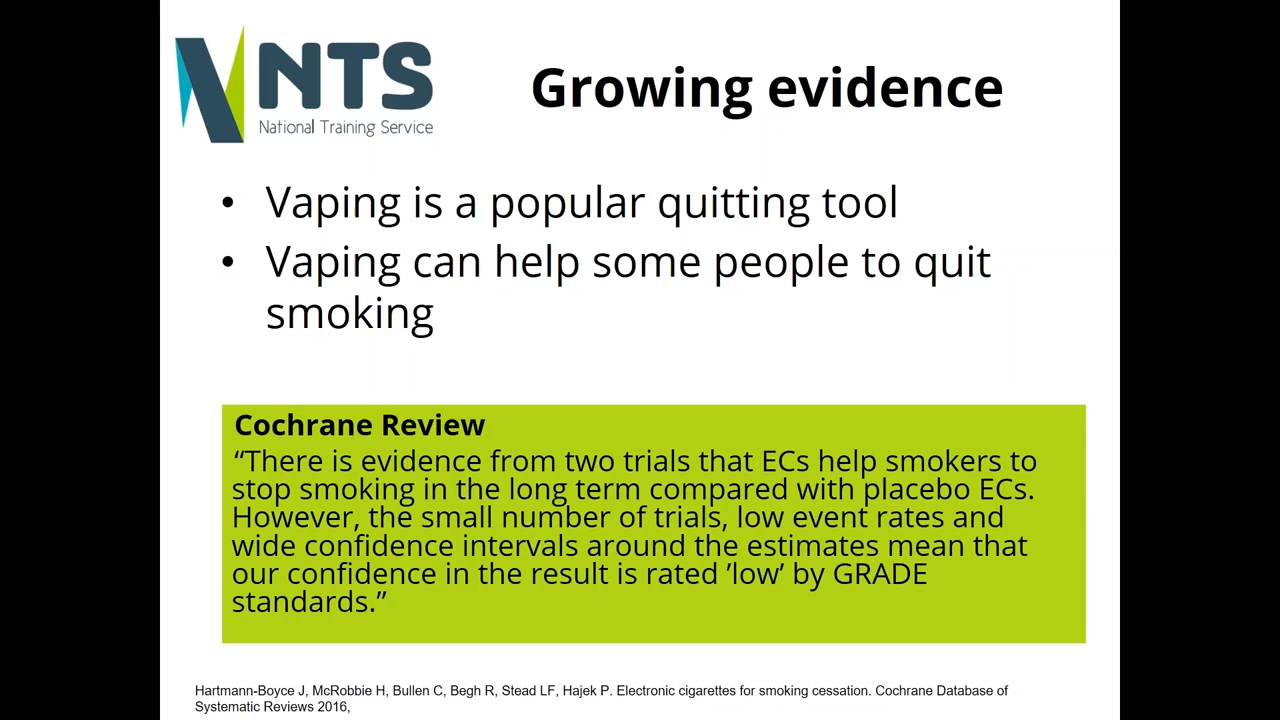 NTS
National Training Service
Growing evidence
• Vaping is a popular quitting tool
• Vaping can help some people to quit
smoking
Cochrane Review
“There is evidence from two trials that ECs help smokers to
stop smoking in the long term compared with placebo ECs.
However, the small number of trials, low event rates and
wide confidence intervals around the estimates mean that
our confidence in the result is rated ’low’ by GRADE
standards.”
Hartmann-Boyce J, McRobbie H, Bullen C, Begh R, Stead LF, Hajek P. Electronic cigarettes for smoking cessation. Cochrane Database of
Systematic Reviews 2016,